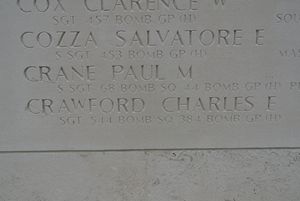 COX CLARENCE W
SGT 457 BOMB GP (H)
COZZA SALVATORE E
S SGT 453 BOMB GP (H)
CRANE PAUL M
S SGT 68 BOMB SQ 44 BOMB GP (H)
CRAWFORD CHARLES E
SGT 544 BOMB SQ 384 BOMB GP (H)